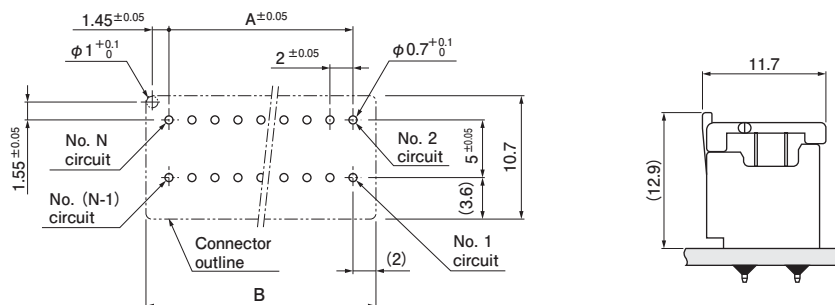 1.45±0.05
A±0.05
φ1+0.1 0
2±0.05
φ0.7+0.1 0
11.7
1.55±0.05
No. N
circuit
No. 2
circuit
5±0.05
10.7
(12.9)
No. (N-1)
circuit
(3.6)
Connector
outline
(2)
No. 1
circuit
B